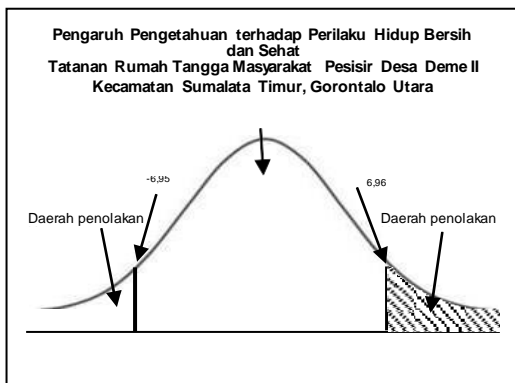 Pengaruh Pengetahuan terhadap Perilaku Hidup Bersih
dan Sehat
Tatanan Rumah Tangga Masyarakat Pesisir Desa Deme II
Kecamatan Sumalata Timur, Gorontalo Utara
-6,95
6,96
Daerah penolakan
Daerah penolakan